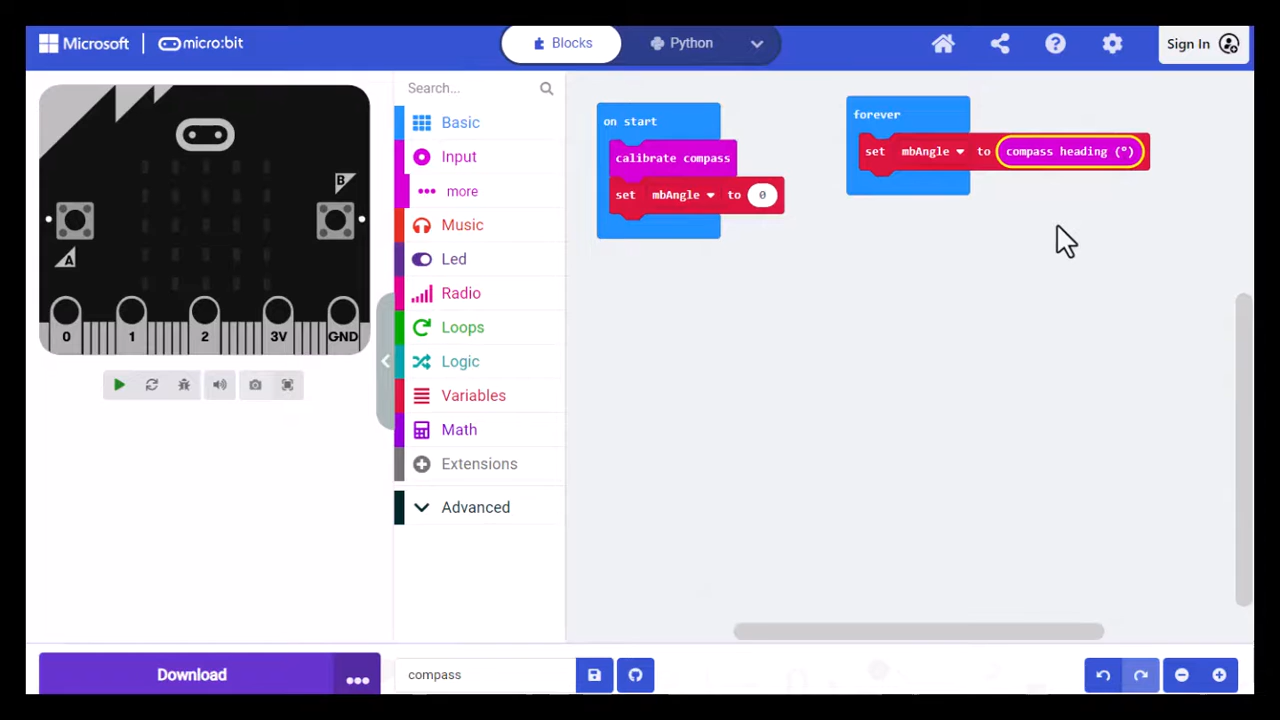 Microsoft micro:bit Blocks Python Sign In
Search...
Basic
Input
more
Music
Led
Radio
Loops
Logic
Variables
Math
Extensions
Advanced
B
A
0 1 2 3V GND
on start
calibrate compass
set mbAngle to 0
forever
set mbAngle to compass heading (°)
Download ... compass